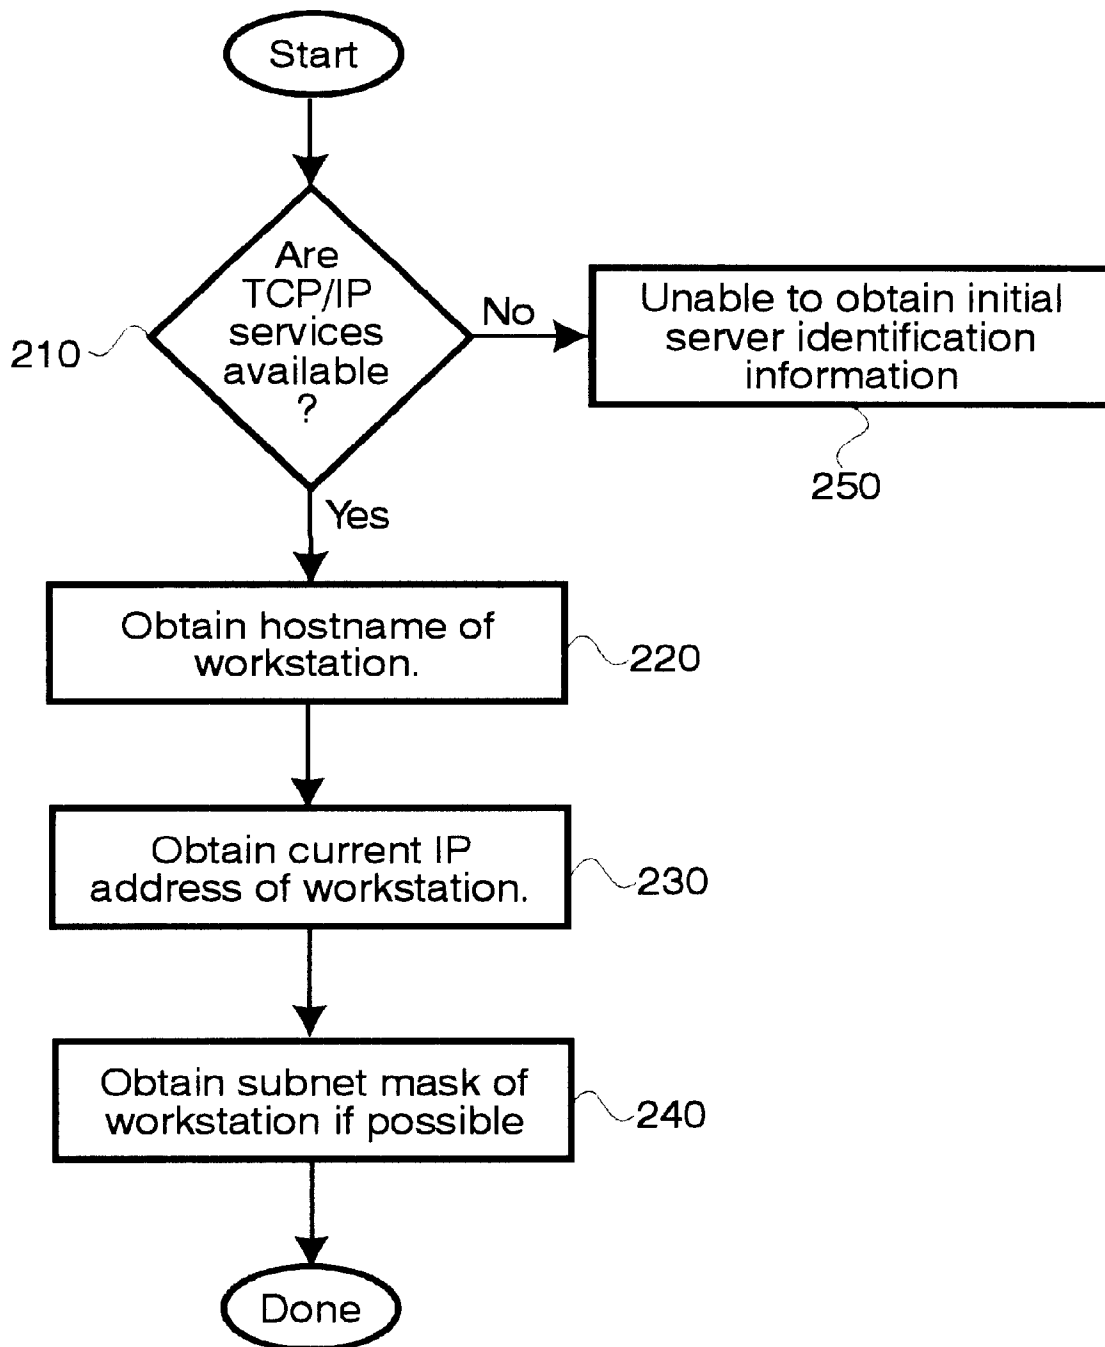 Start
Are
TCP/IP
services
available
?
210
No
Unable to obtain initial
server identification
information
250
Yes
Obtain hostname of
workstation.
220
Obtain current IP
address of workstation.
230
Obtain subnet mask of
workstation if possible
240
Done